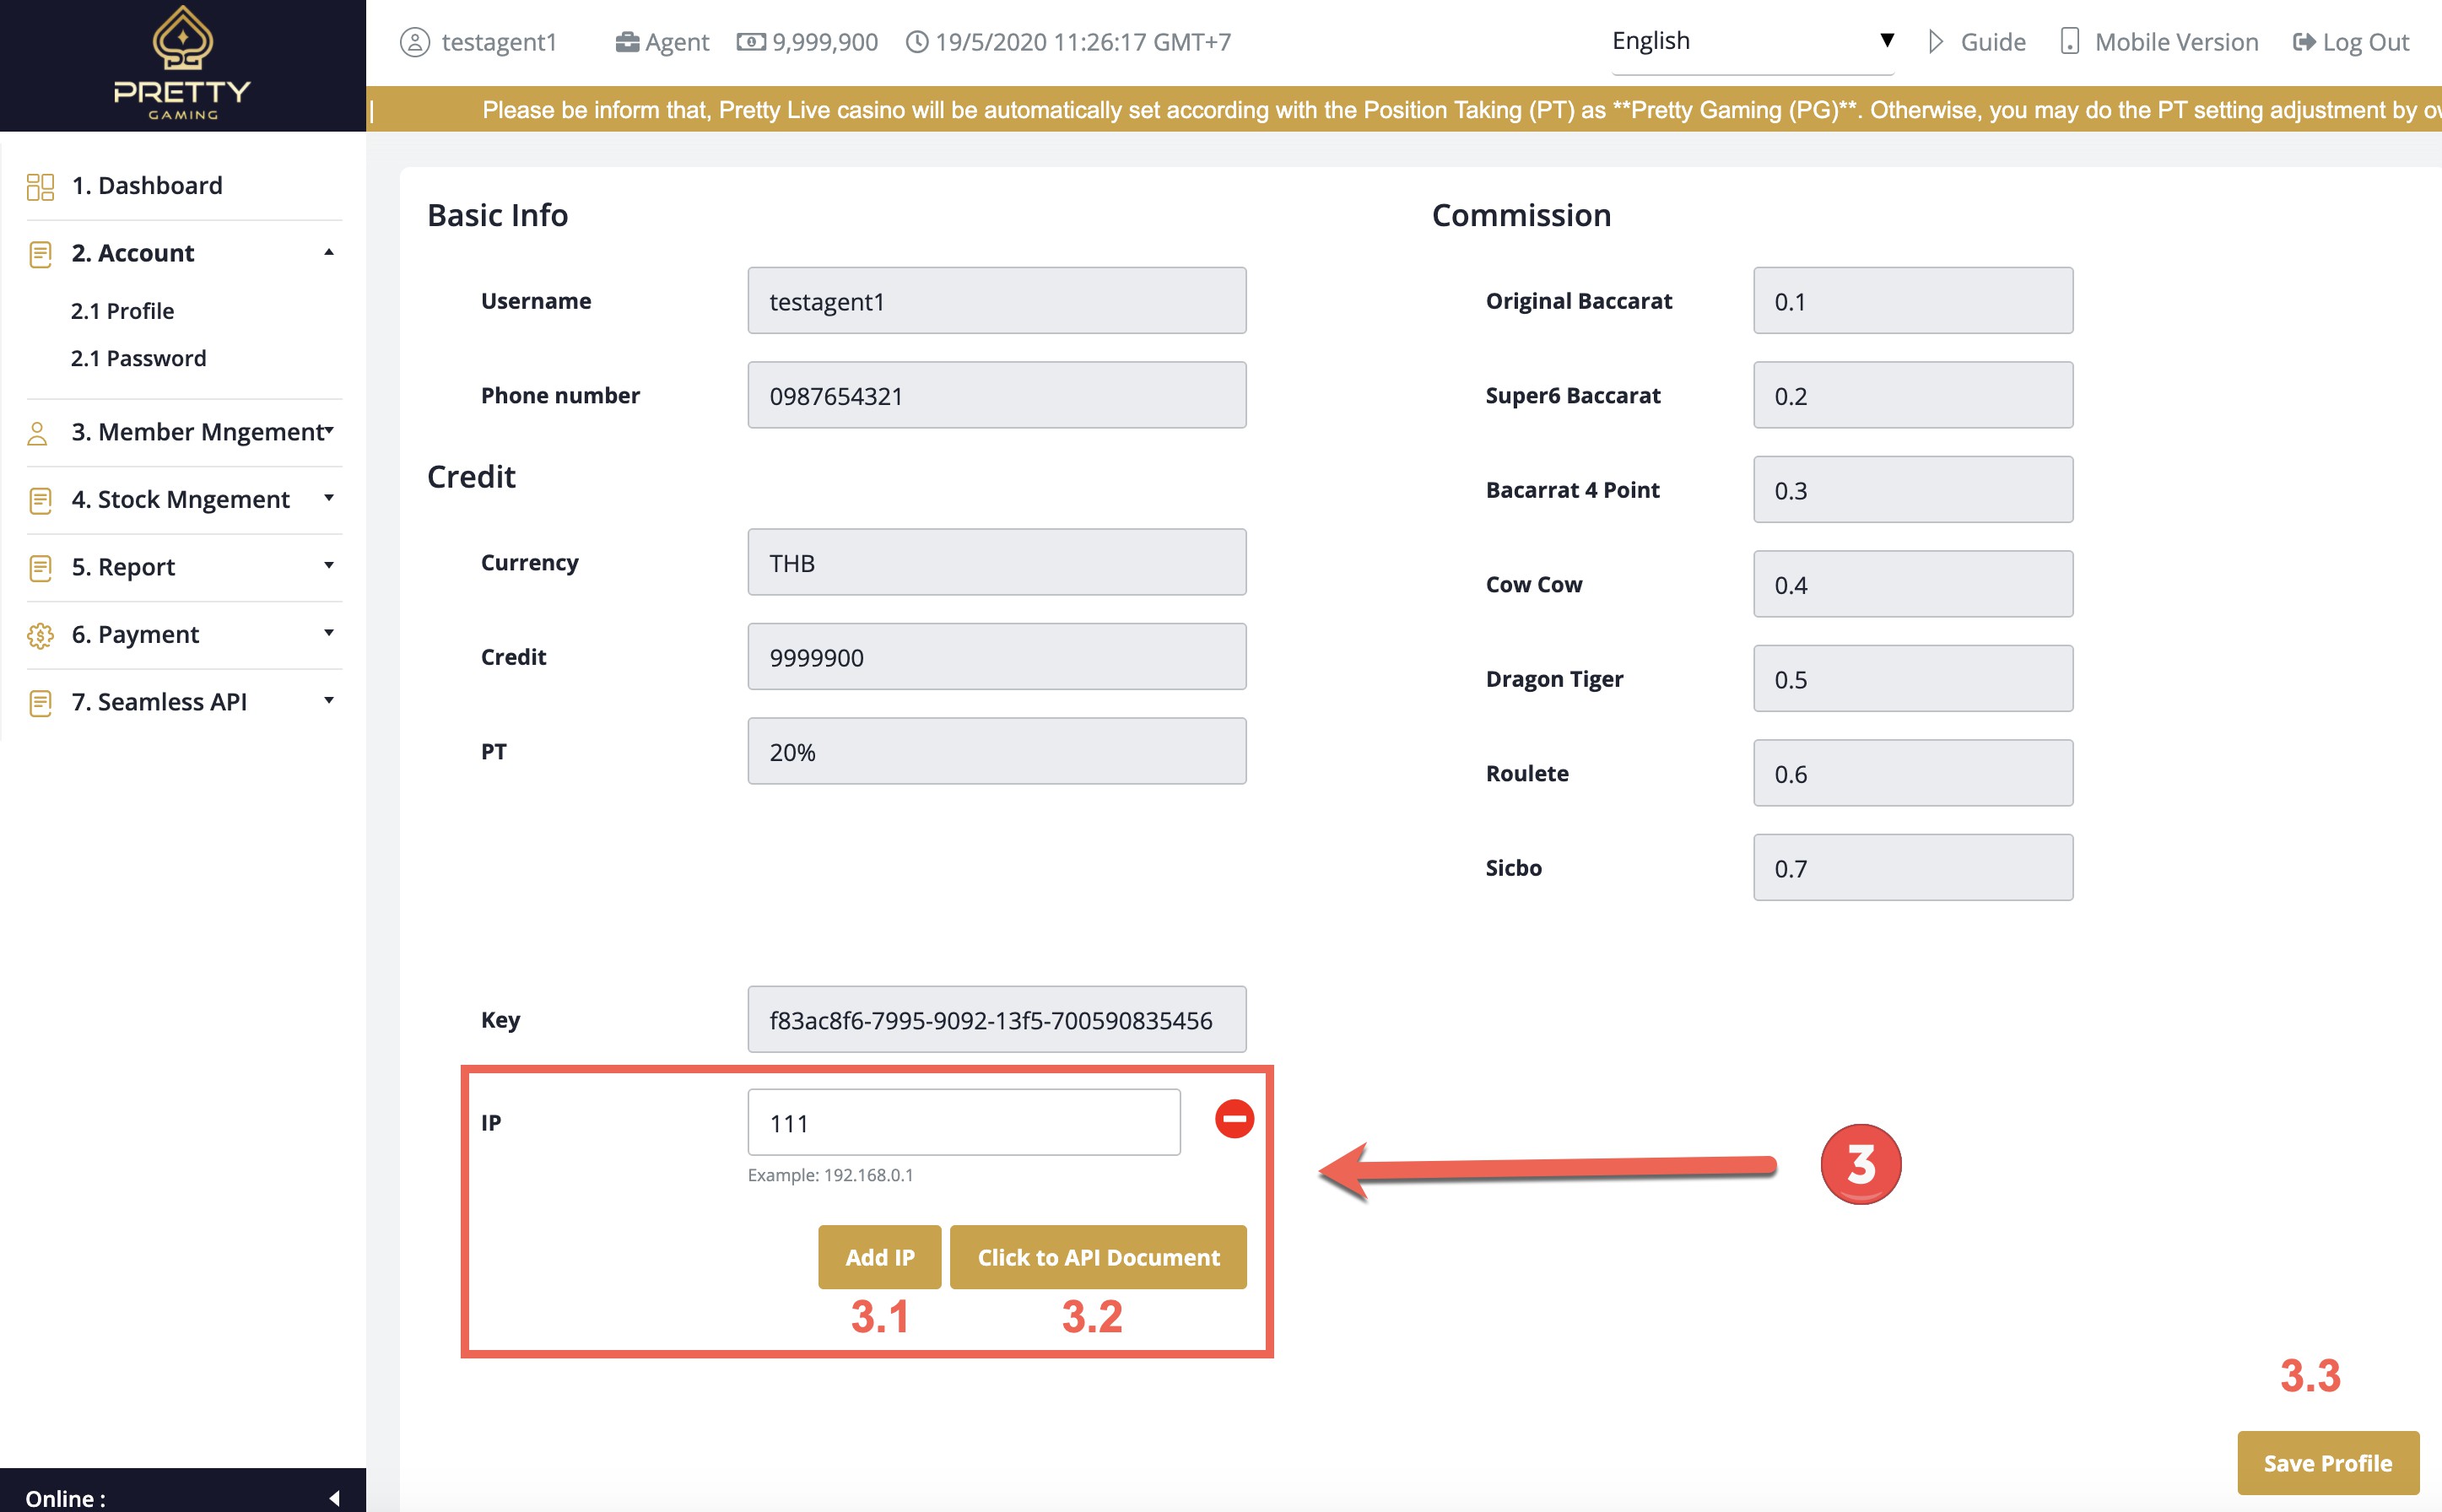 PRETTY
GAMING
testagent1 Agent 9,999,900 19/5/2020 11:26:17 GMT+7 English Guide Mobile Version Log Out
Please be inform that, Pretty Live casino will be automatically set according with the Position Taking (PT) as **Pretty Gaming (PG)**. Otherwise, you may do the PT setting adjustment by
1. Dashboard
2. Account
2.1 Profile
2.1 Password
3. Member Mngement
4. Stock Mngement
5. Report
6. Payment
7. Seamless API
Online :
Basic Info
Username testagent1
Phone number 0987654321
Credit
Currency THB
Credit 9999900
PT 20%
Key f83ac8f6-7995-9092-13f5-700590835456
IP 111
Example: 192.168.0.1
Add IP Click to API Document
3.1 3.2
3
Commission
Original Baccarat 0.1
Super6 Baccarat 0.2
Bacarrat 4 Point 0.3
Cow Cow 0.4
Dragon Tiger 0.5
Roulete 0.6
Sicbo 0.7
3.3
Save Profile